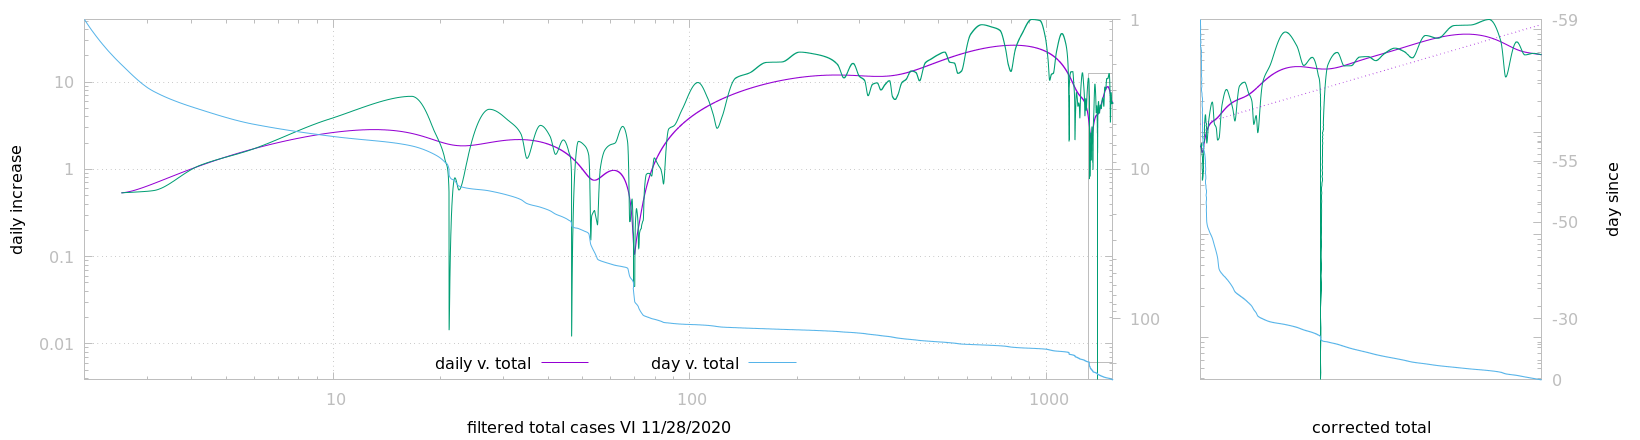 daily increase
10
1
0.1
0.01
daily v. total
day v. total
10
100
1000
filtered total cases VI 11/28/2020
1
10
100
-59
-55
-50
-30
0
day since
corrected total